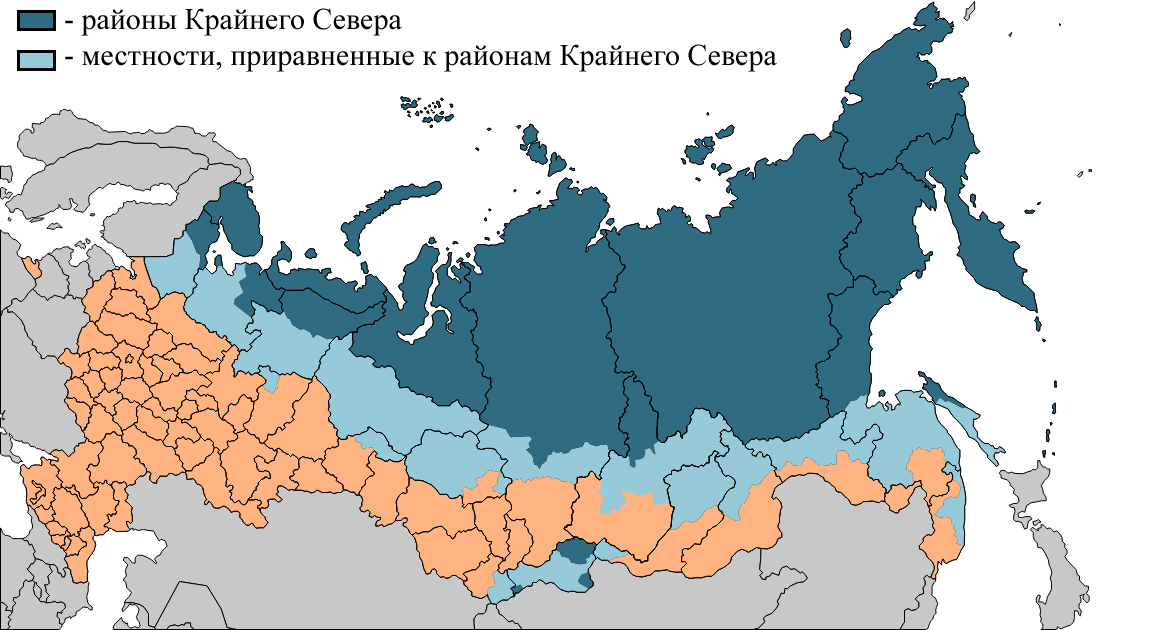 - районы Крайнего Севера
- местности, приравненные к районам Крайнего Севера